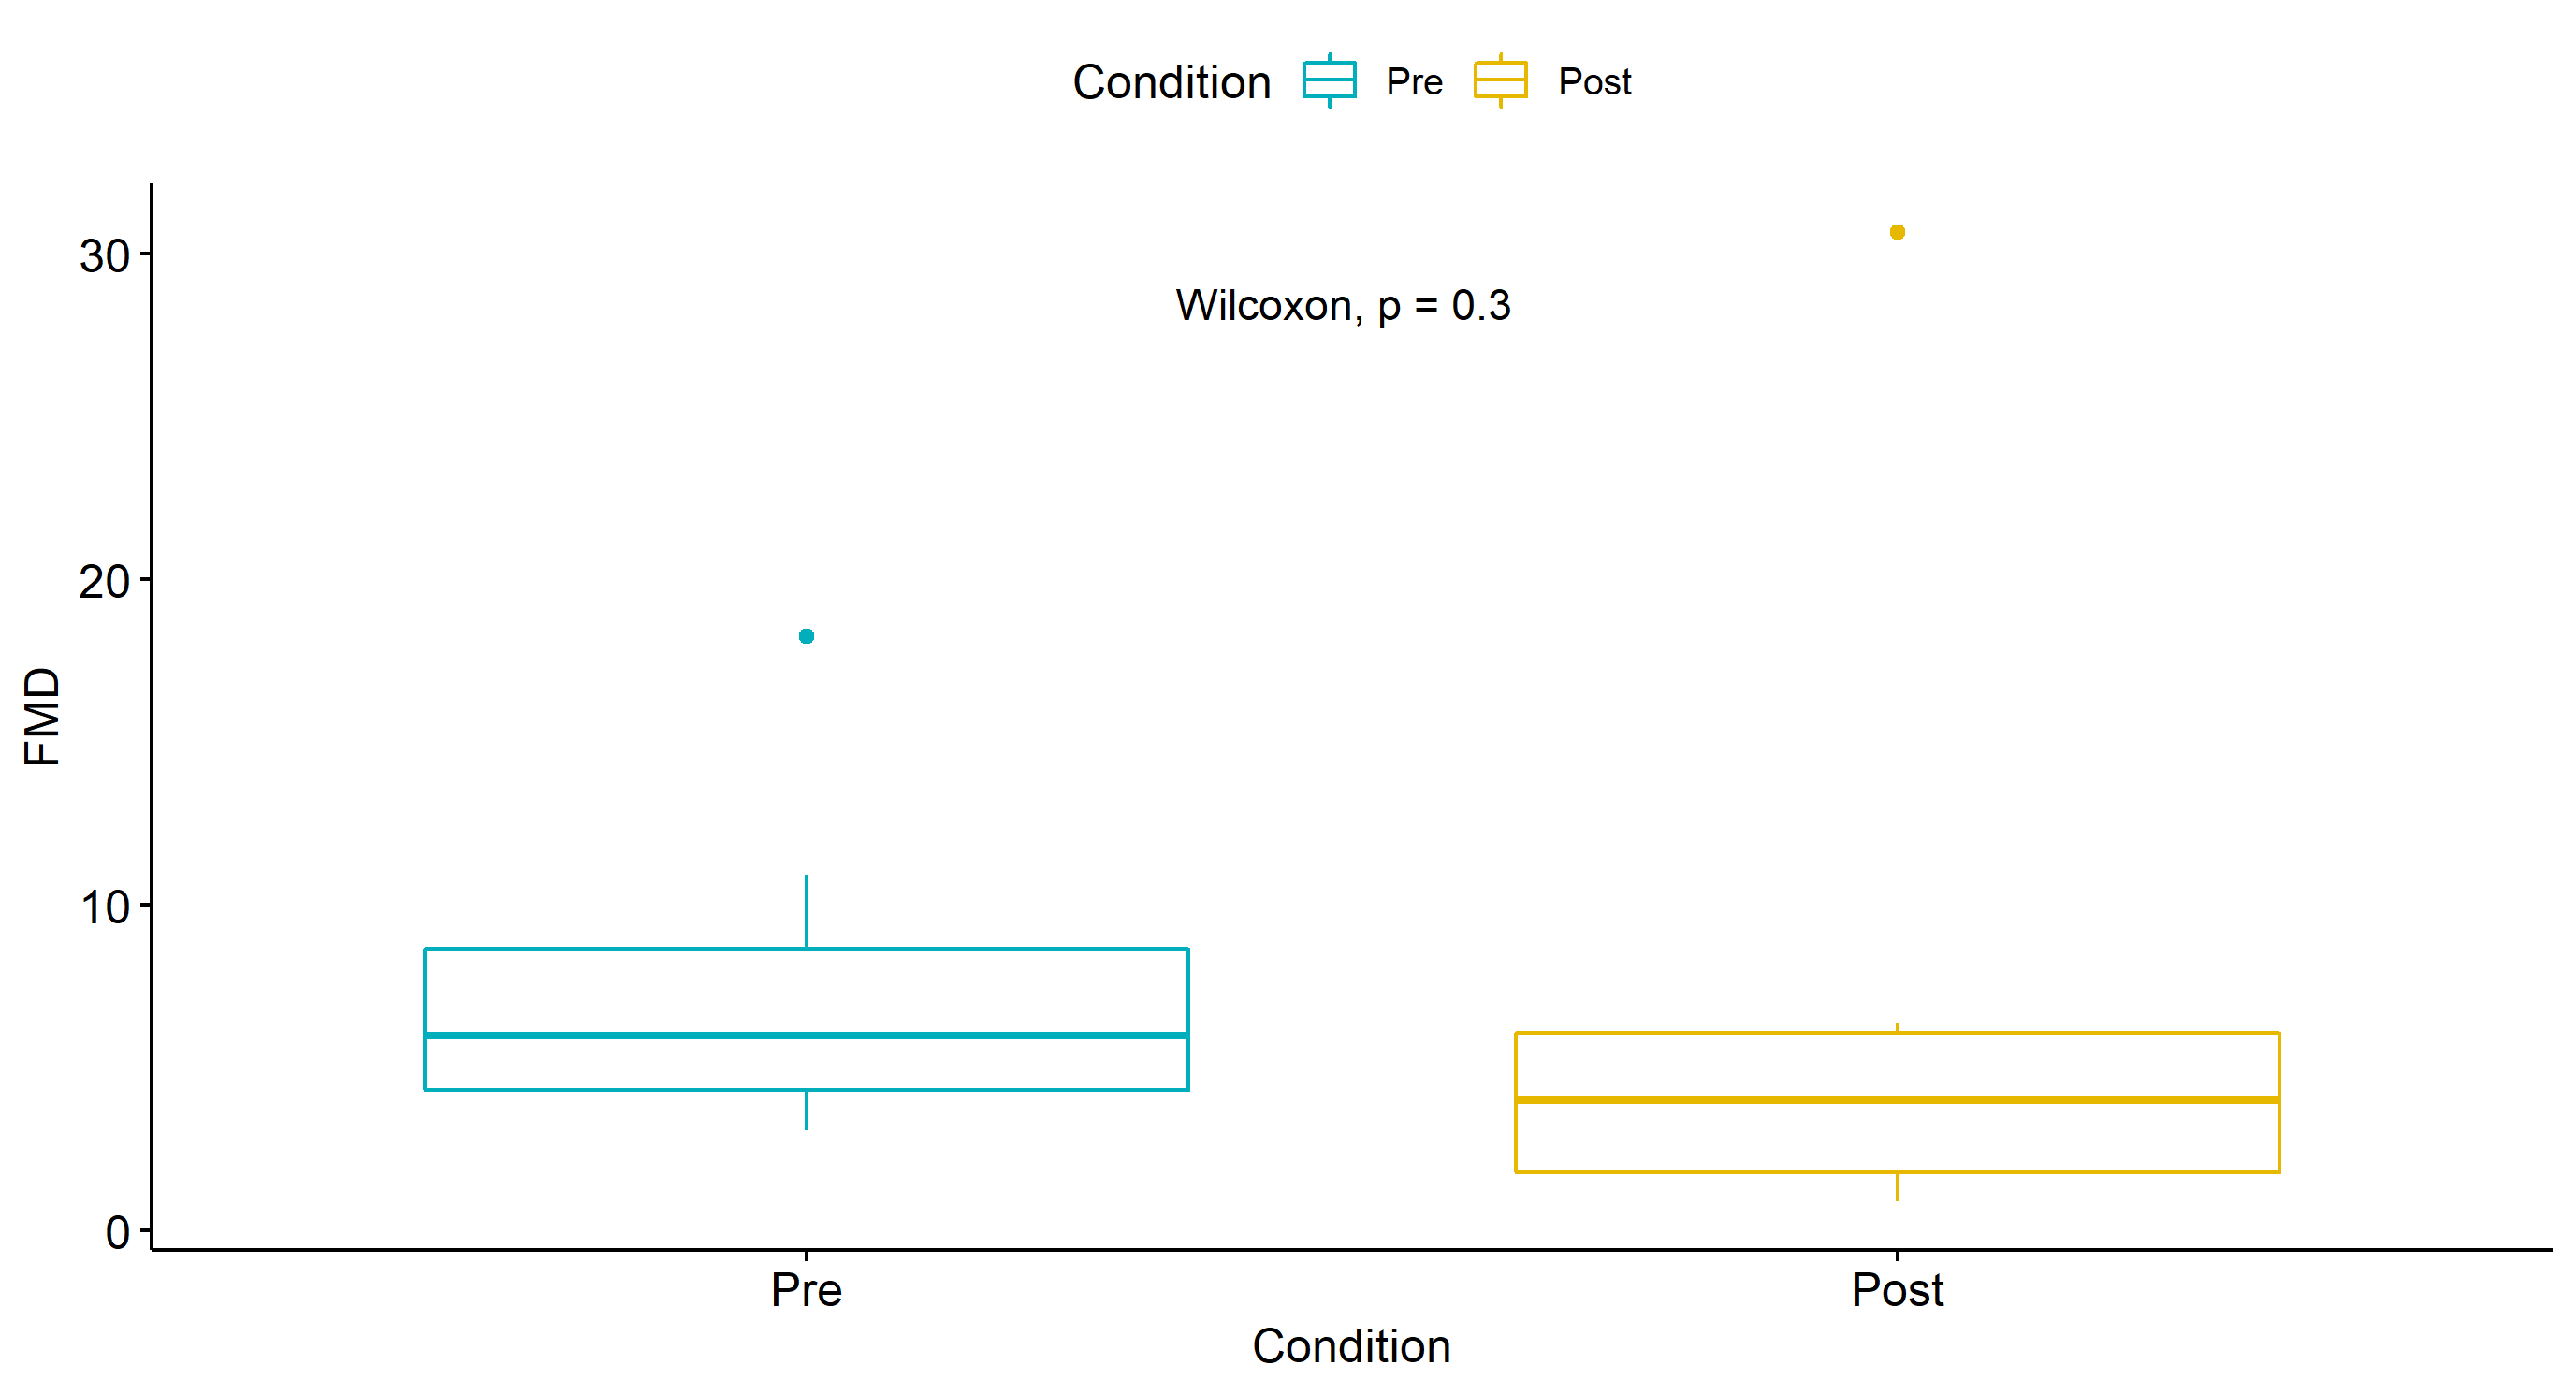 Condition Pre Post
30
Wilcoxon, p = 0.3
20
FMD
10
0
Pre Post
Condition